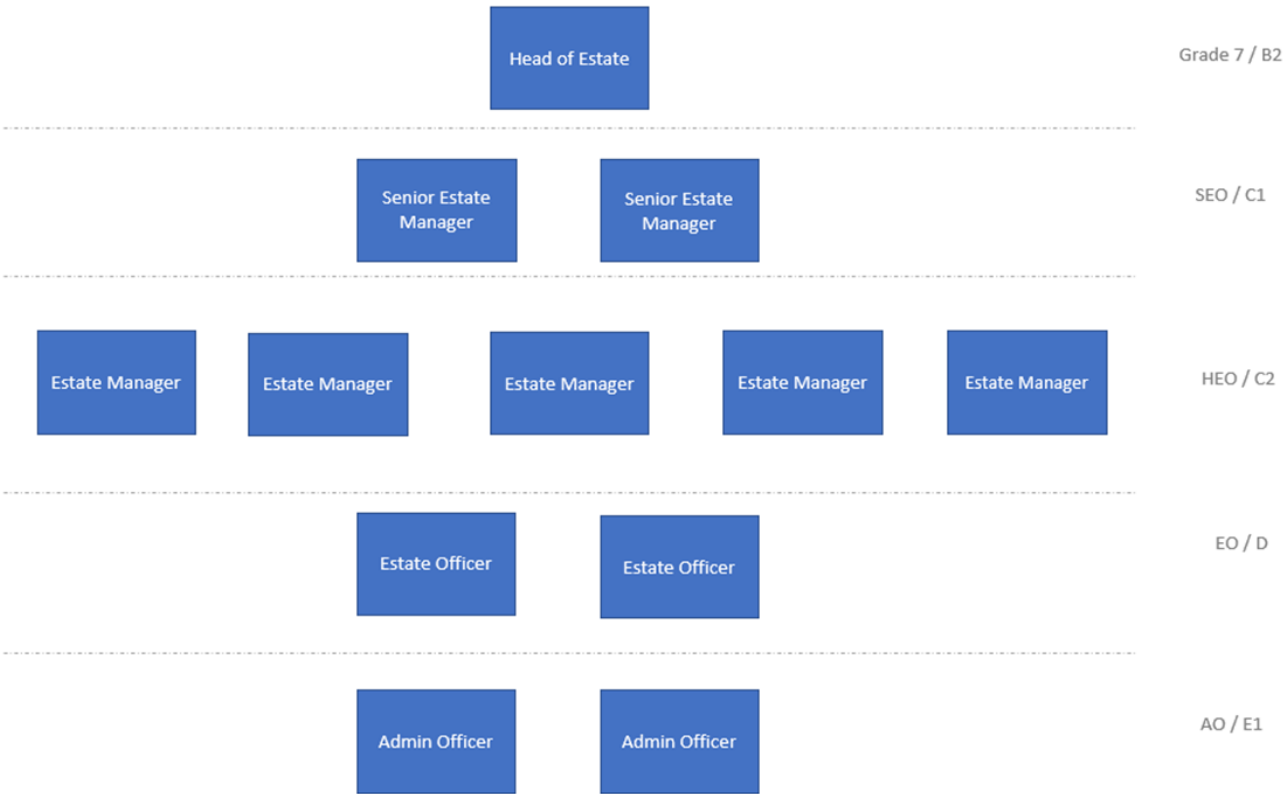 Head of Estate
Grade 7 / B2
Senior Estate
Manager
Senior Estate
Manager
SEO / C1
Estate Manager
Estate Manager
Estate Manager
Estate Manager
Estate Manager
HEO / C2
Estate Officer
Estate Officer
EO / D
Admin Officer
Admin Officer
AO / E1